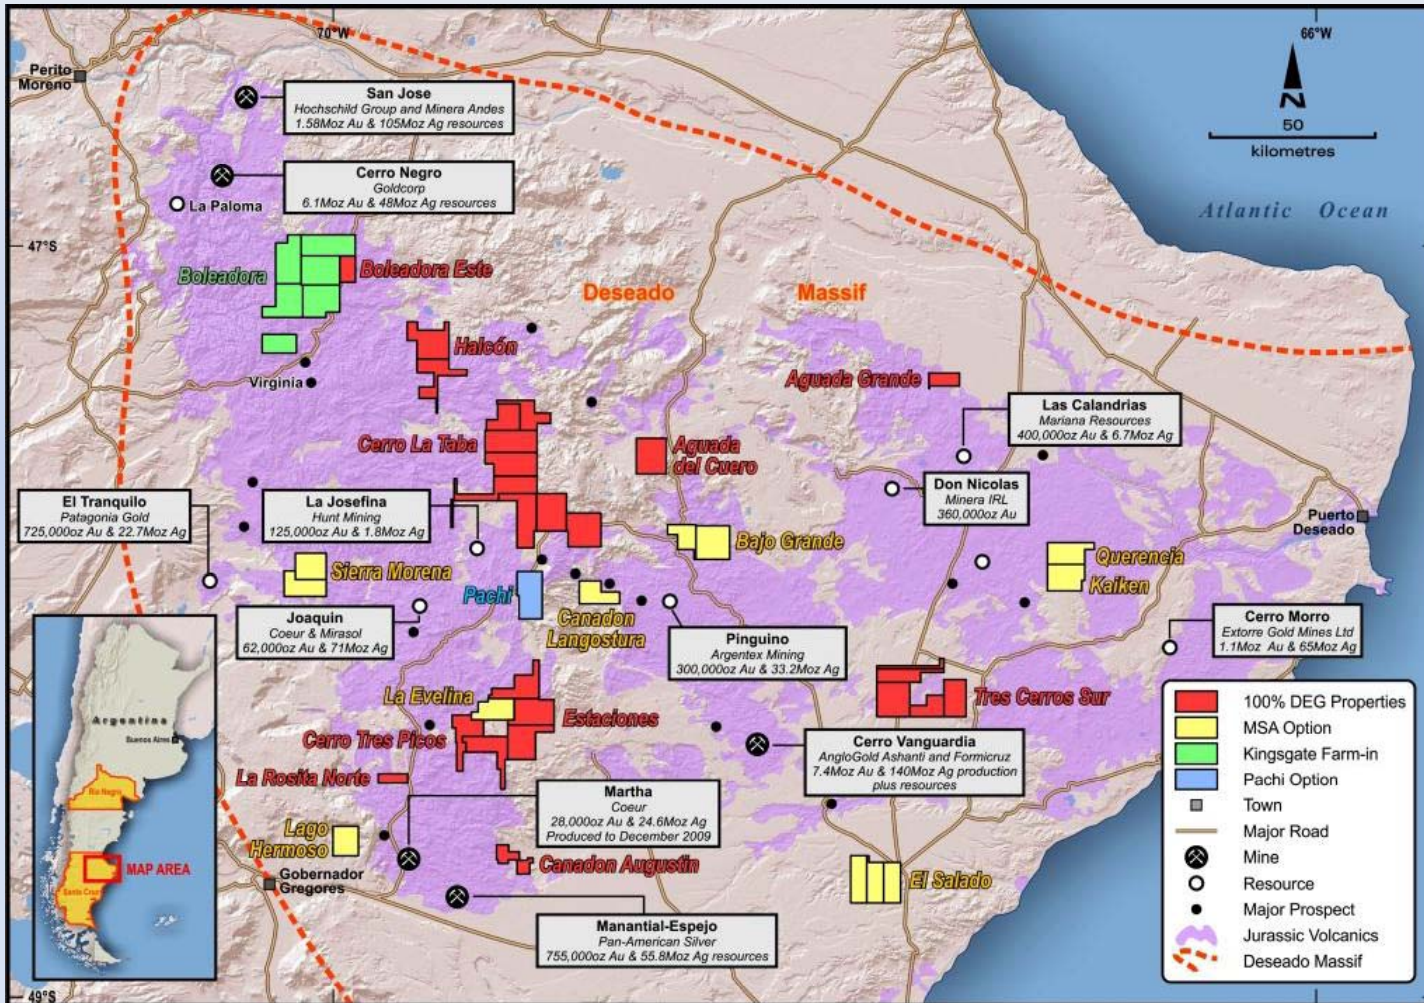 70°W
66°W
Perito
Moreno
San Jose
Hochschild Group and Minera Andes
1.58Moz Au & 105Moz Ag resources
N
50
kilometres
Cerro Negro
Goldcorp
6.1Moz Au & 48Moz Ag resources
La Paloma
Atlantic Ocean
47°S
Boleadora
Boleadora Este
Deseado Massif
Halcón
Virginia
Aguada Grande
Las Calandrias
Mariana Resources
400,000oz Au & 6.7Moz Ag
Cerro La Taba
Aguada
del Cuero
Don Nicolas
Minera IRL
360,000oz Au
El Tranquilo
Patagonia Gold
725,000oz Au & 22.7Moz Ag
La Josefina
Hunt Mining
125,000oz Au & 1.8Moz Ag
Puerto
Deseado
Bajo Grande
Querencia
Kaiken
Sierra Morena
Pachi
Canadon
Langostura
Joaquin
Coeur & Mirasol
62,000oz Au & 71Moz Ag
Pinguino
Argentex Mining
300,000oz Au & 33.2Moz Ag
Cerro Morro
Extorre Gold Mines Ltd
1.1Moz Au & 65Moz Ag
La Evelina
Estaciones
Tres Cerros Sur
Cerro Tres Picos
Cerro Vanguardia
AngloGold Ashanti and Formicruz
7.4Moz Au & 140Moz Ag production
plus resources
La Rosita Norte
Martha
Coeur
28,000oz Au & 24.6Moz Ag
Produced to December 2009
Lago
Hermoso
Canadon Augustin
El Salado
Gobernador
Gregores
Manantial-Espejo
Pan-American Silver
755,000oz Au & 55.8Moz Ag resources
49°S
Argentina
Buenos Aires
Rio Negro
MAP AREA
Santa Cruz
100% DEG Properties
MSA Option
Kingsgate Farm-in
Pachi Option
Town
Major Road
Mine
Resource
Major Prospect
Jurassic Volcanics
Deseado Massif